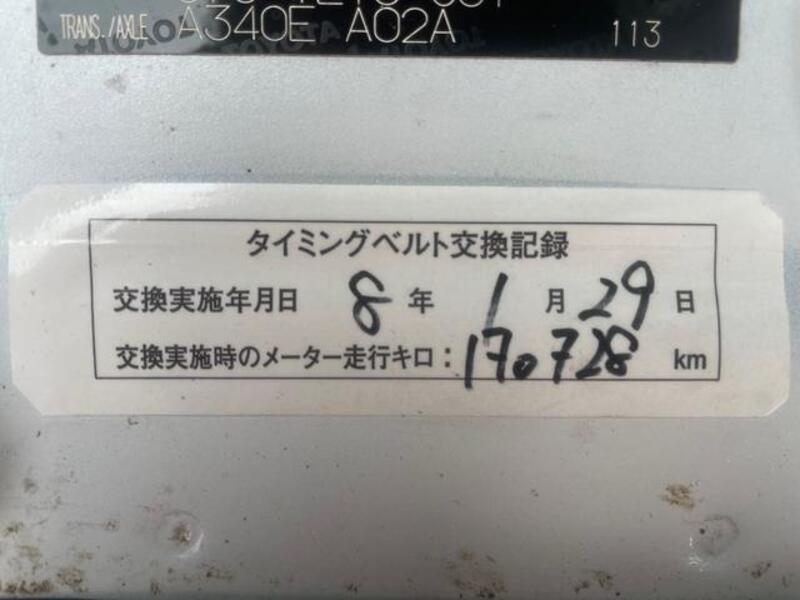 TRANS./AXLE A340E A02A 113
タイミングベルト交換記録
交換実施年月日 8 年 1 月 29 日
交換実施時のメーター走行キロ: 170728 km